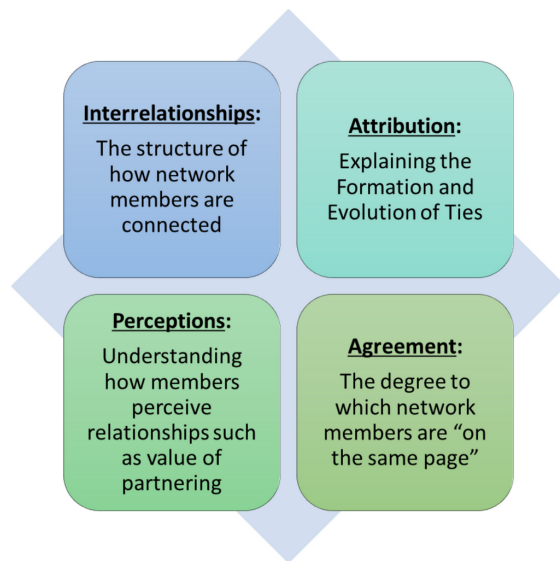 Interrelationships:
The structure of
how network
members are
connected
Attribution:
Explaining the
Formation and
Evolution of Ties
Perceptions:
Understanding
how members
perceive
relationships such
as value of
partnering
Agreement:
The degree to
which network
members are “on
the same page”